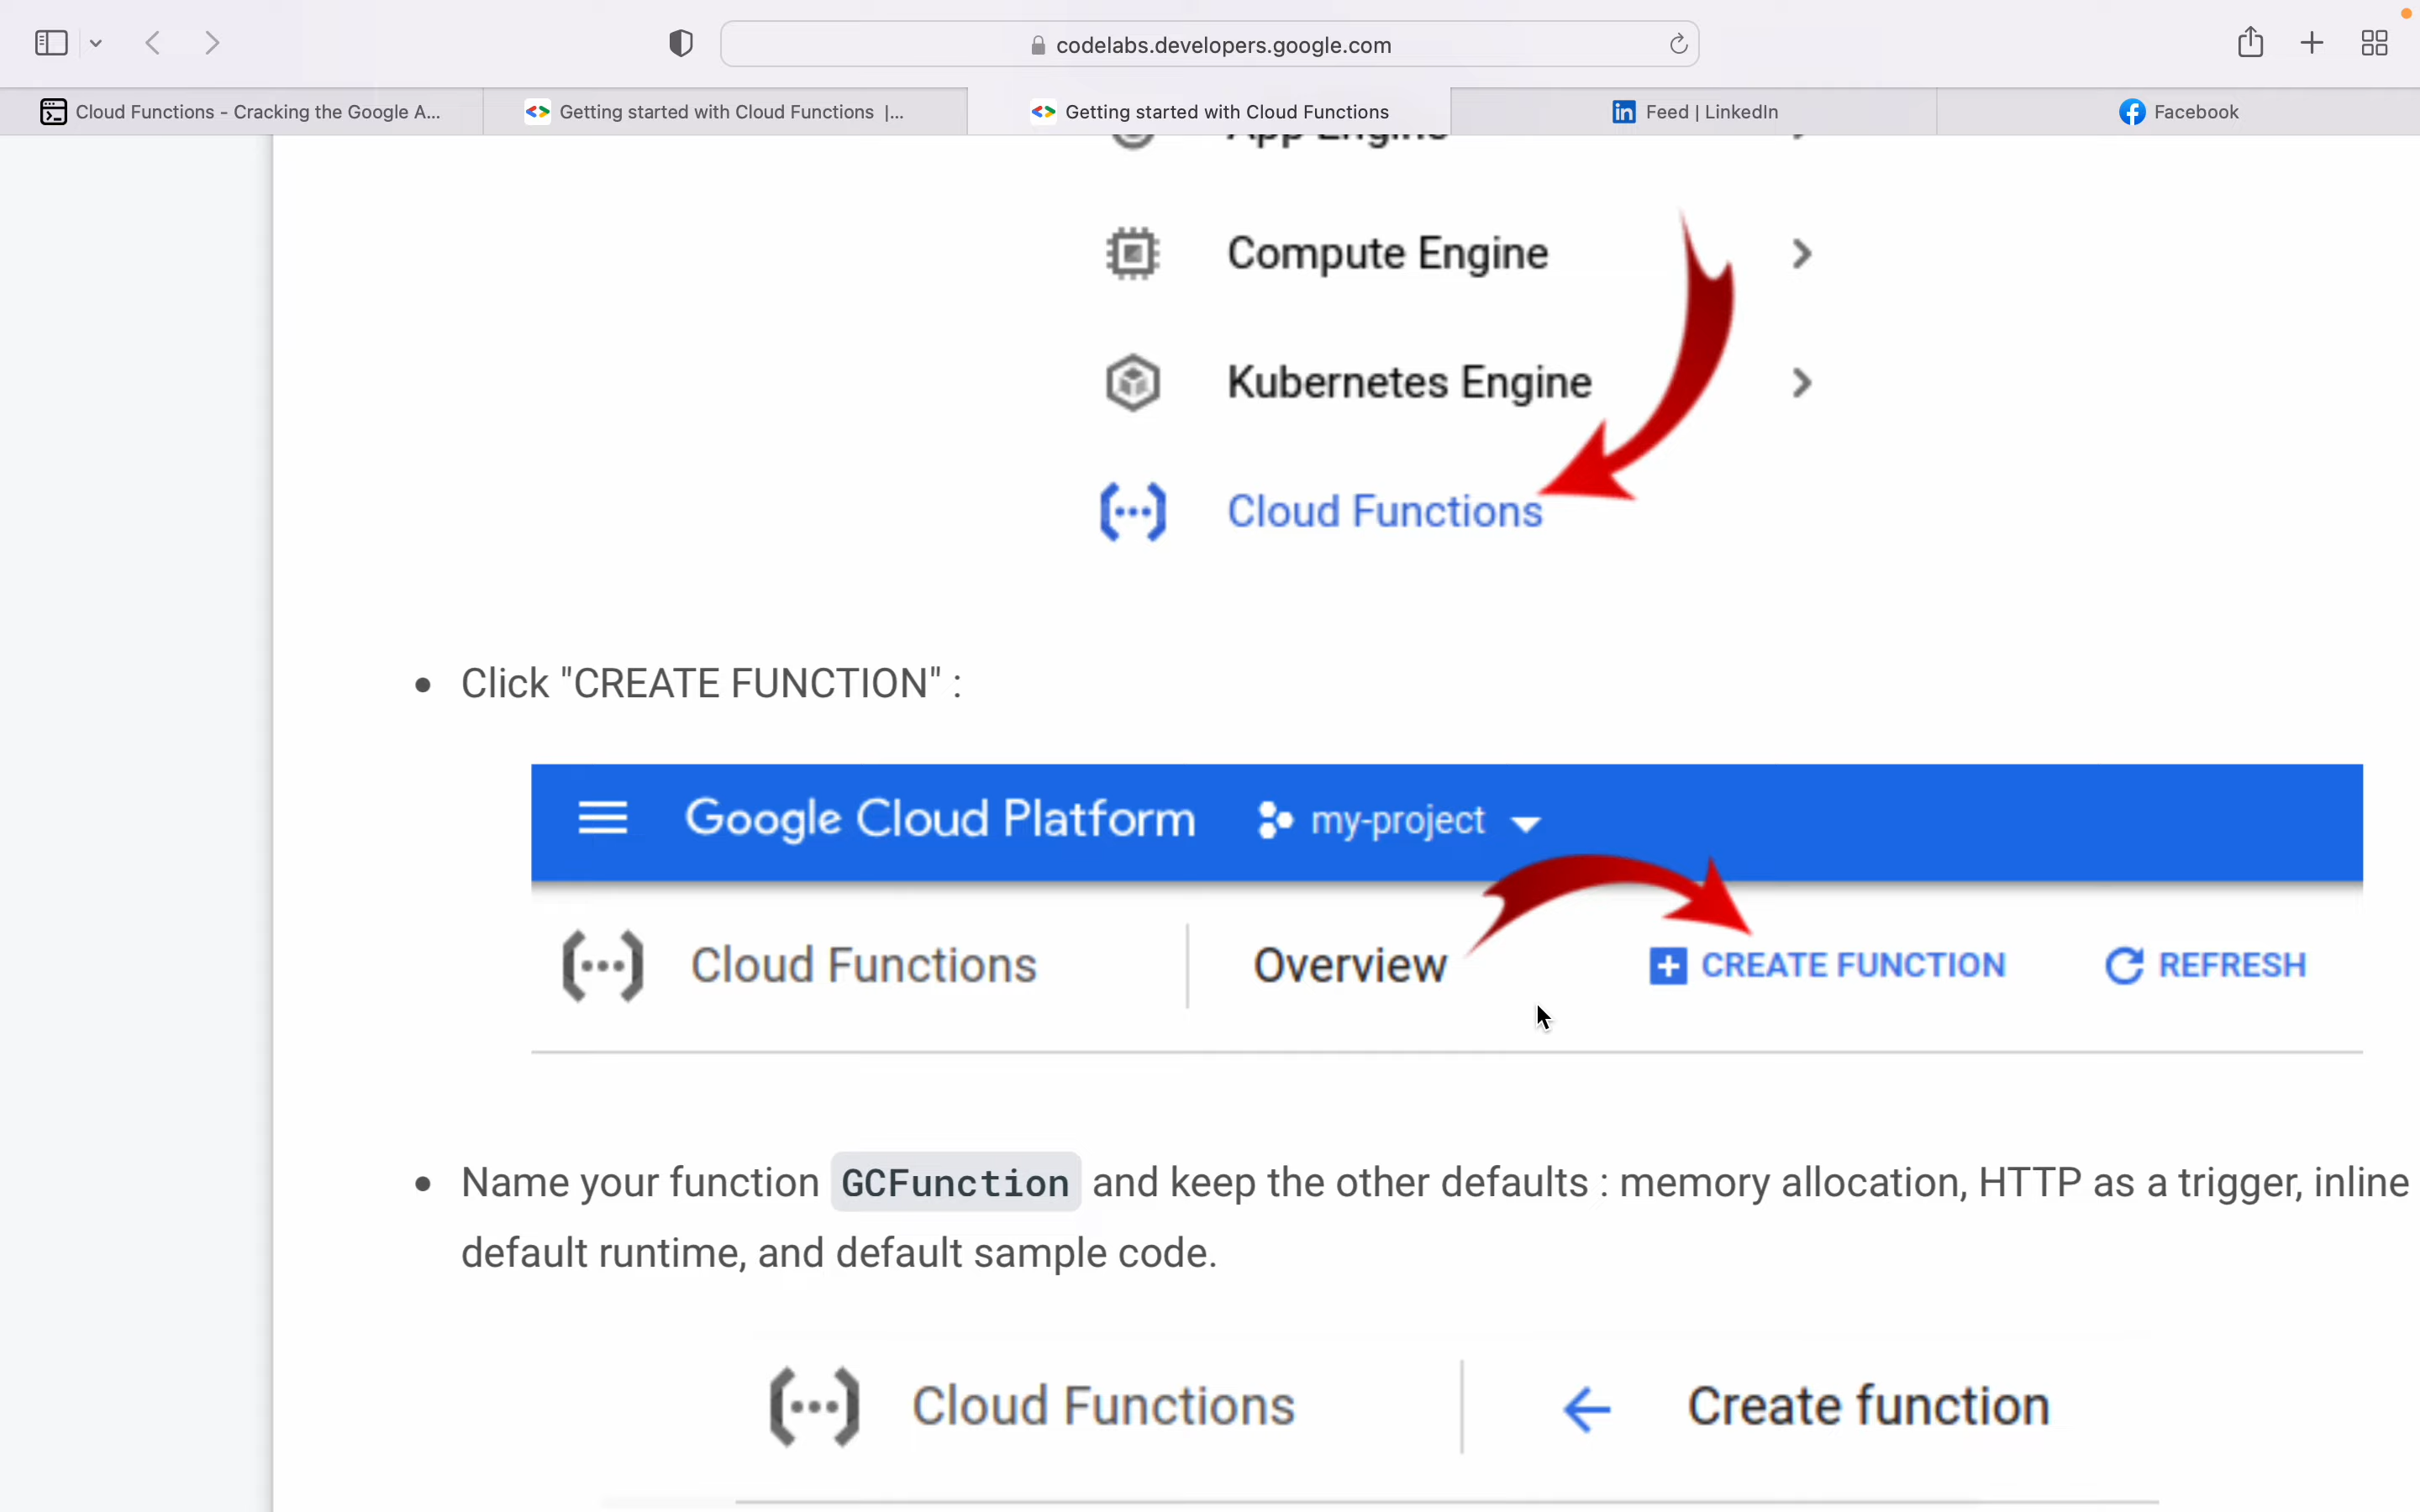 codelabs.developers.google.com
Cloud Functions - Cracking the Google A...
Getting started with Cloud Functions |...
Getting started with Cloud Functions
Feed | LinkedIn
Facebook
App Engine
Compute Engine
Kubernetes Engine
Cloud Functions
• Click "CREATE FUNCTION" :
Google Cloud Platform my-project
Cloud Functions Overview CREATE FUNCTION REFRESH
• Name your function GCFunction and keep the other defaults : memory allocation, HTTP as a trigger, inline
default runtime, and default sample code.
Cloud Functions Create function